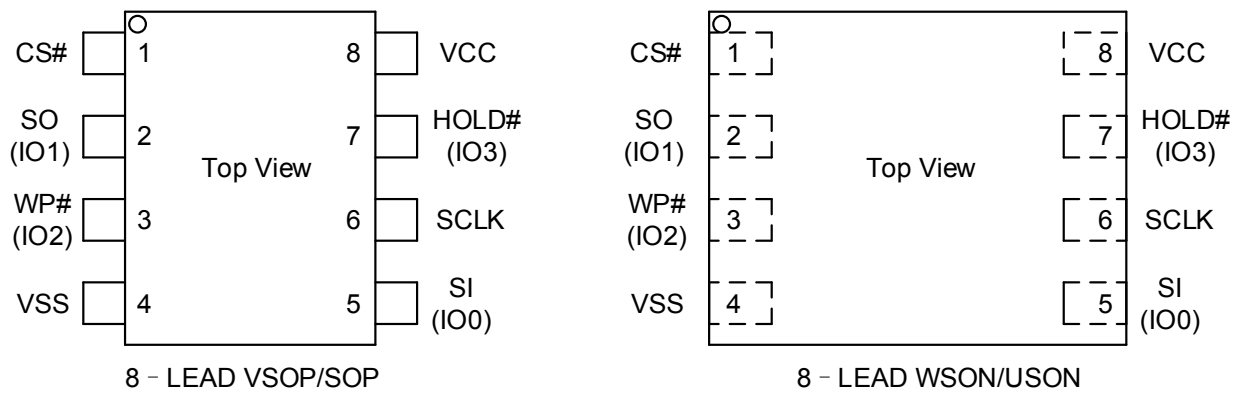 CS# 1 8 VCC
SO (IO1) 2 7 HOLD# (IO3)
Top View
WP# (IO2) 3 6 SCLK
VSS 4 5 SI (IO0)
8 – LEAD VSOP/SOP
CS# 1 8 VCC
SO (IO1) 2 7 HOLD# (IO3)
Top View
WP# (IO2) 3 6 SCLK
VSS 4 5 SI (IO0)
8 – LEAD WSON/USON